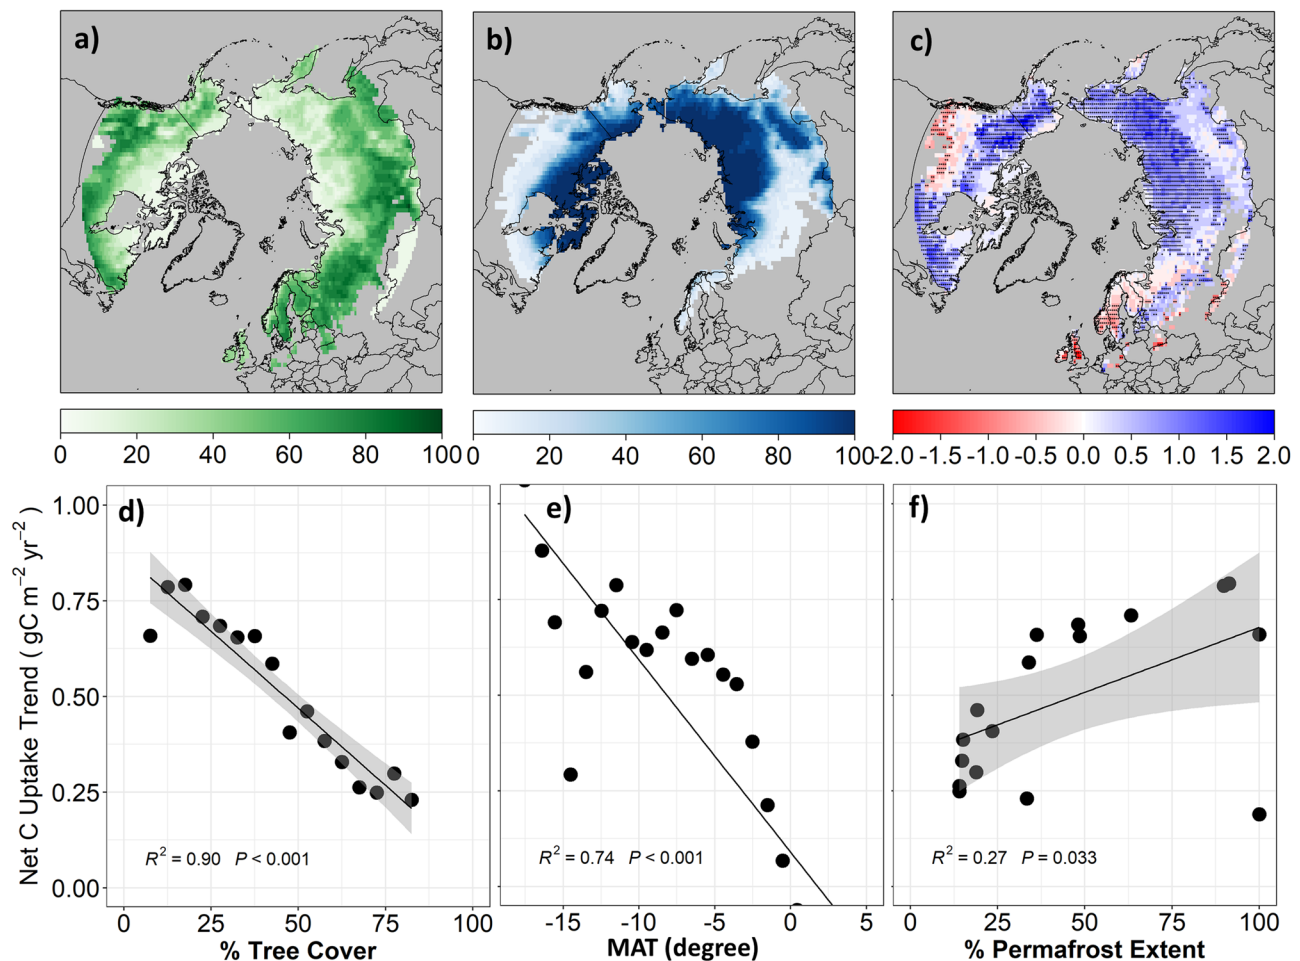 a)
b)
c)
0 20 40 60 80 100
0 20 40 60 80 100
-2.0 -1.5 -1.0 -0.5 0.0 0.5 1.0 1.5 2.0
Net C Uptake Trend ( gC m−2 yr−2 )
1.00
0.75
0.50
0.25
0.00
d)
R2 = 0.90 P < 0.001
0 25 50 75 100
% Tree Cover
e)
R2 = 0.74 P < 0.001
-15 -10 -5 0 5
MAT (degree)
f)
R2 = 0.27 P = 0.033
0 25 50 75 100
% Permafrost Extent